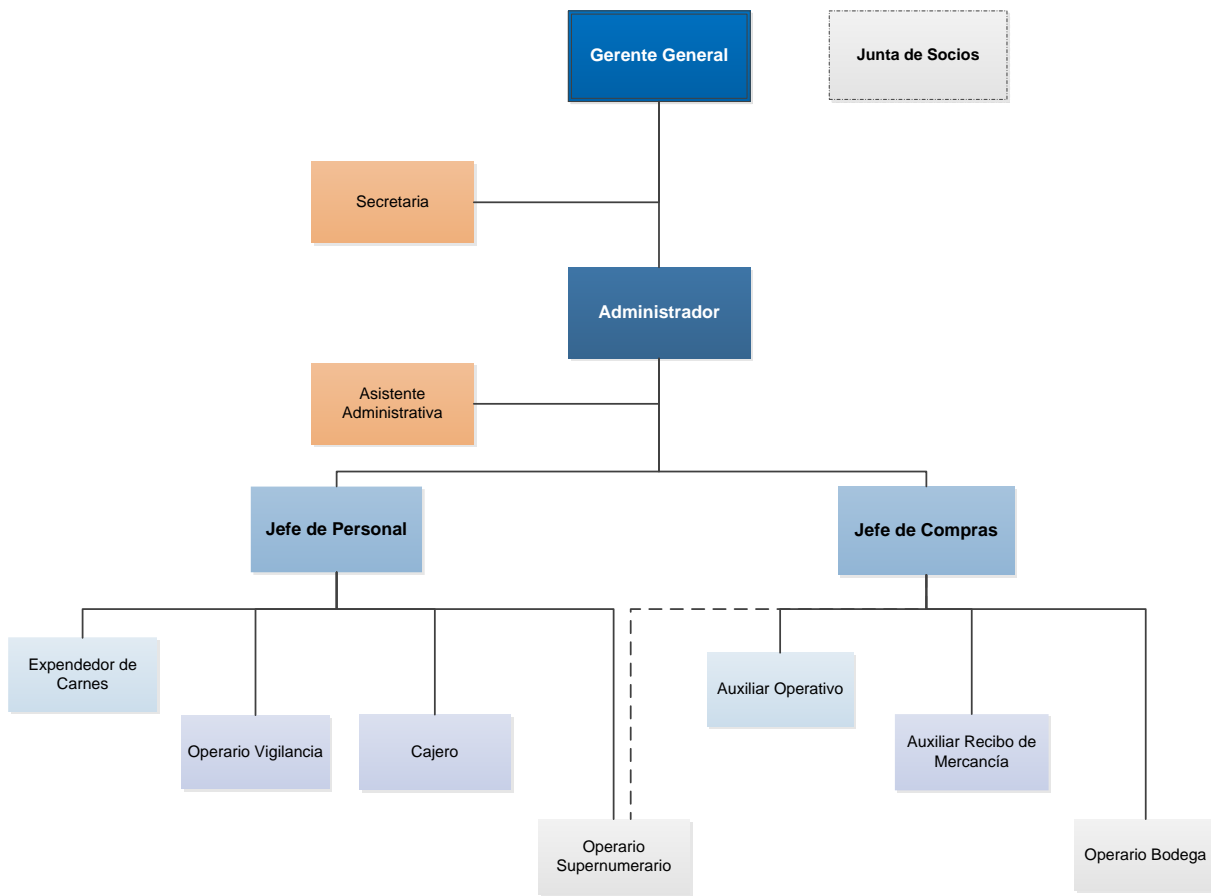 Gerente General
Junta de Socios
Secretaria
Administrador
Asistente
Administrativa
Jefe de Personal
Jefe de Compras
Expendedor de
Carnes
Auxiliar Operativo
Operario Vigilancia
Cajero
Auxiliar Recibo de
Mercancía
Operario
Supernumerario
Operario Bodega